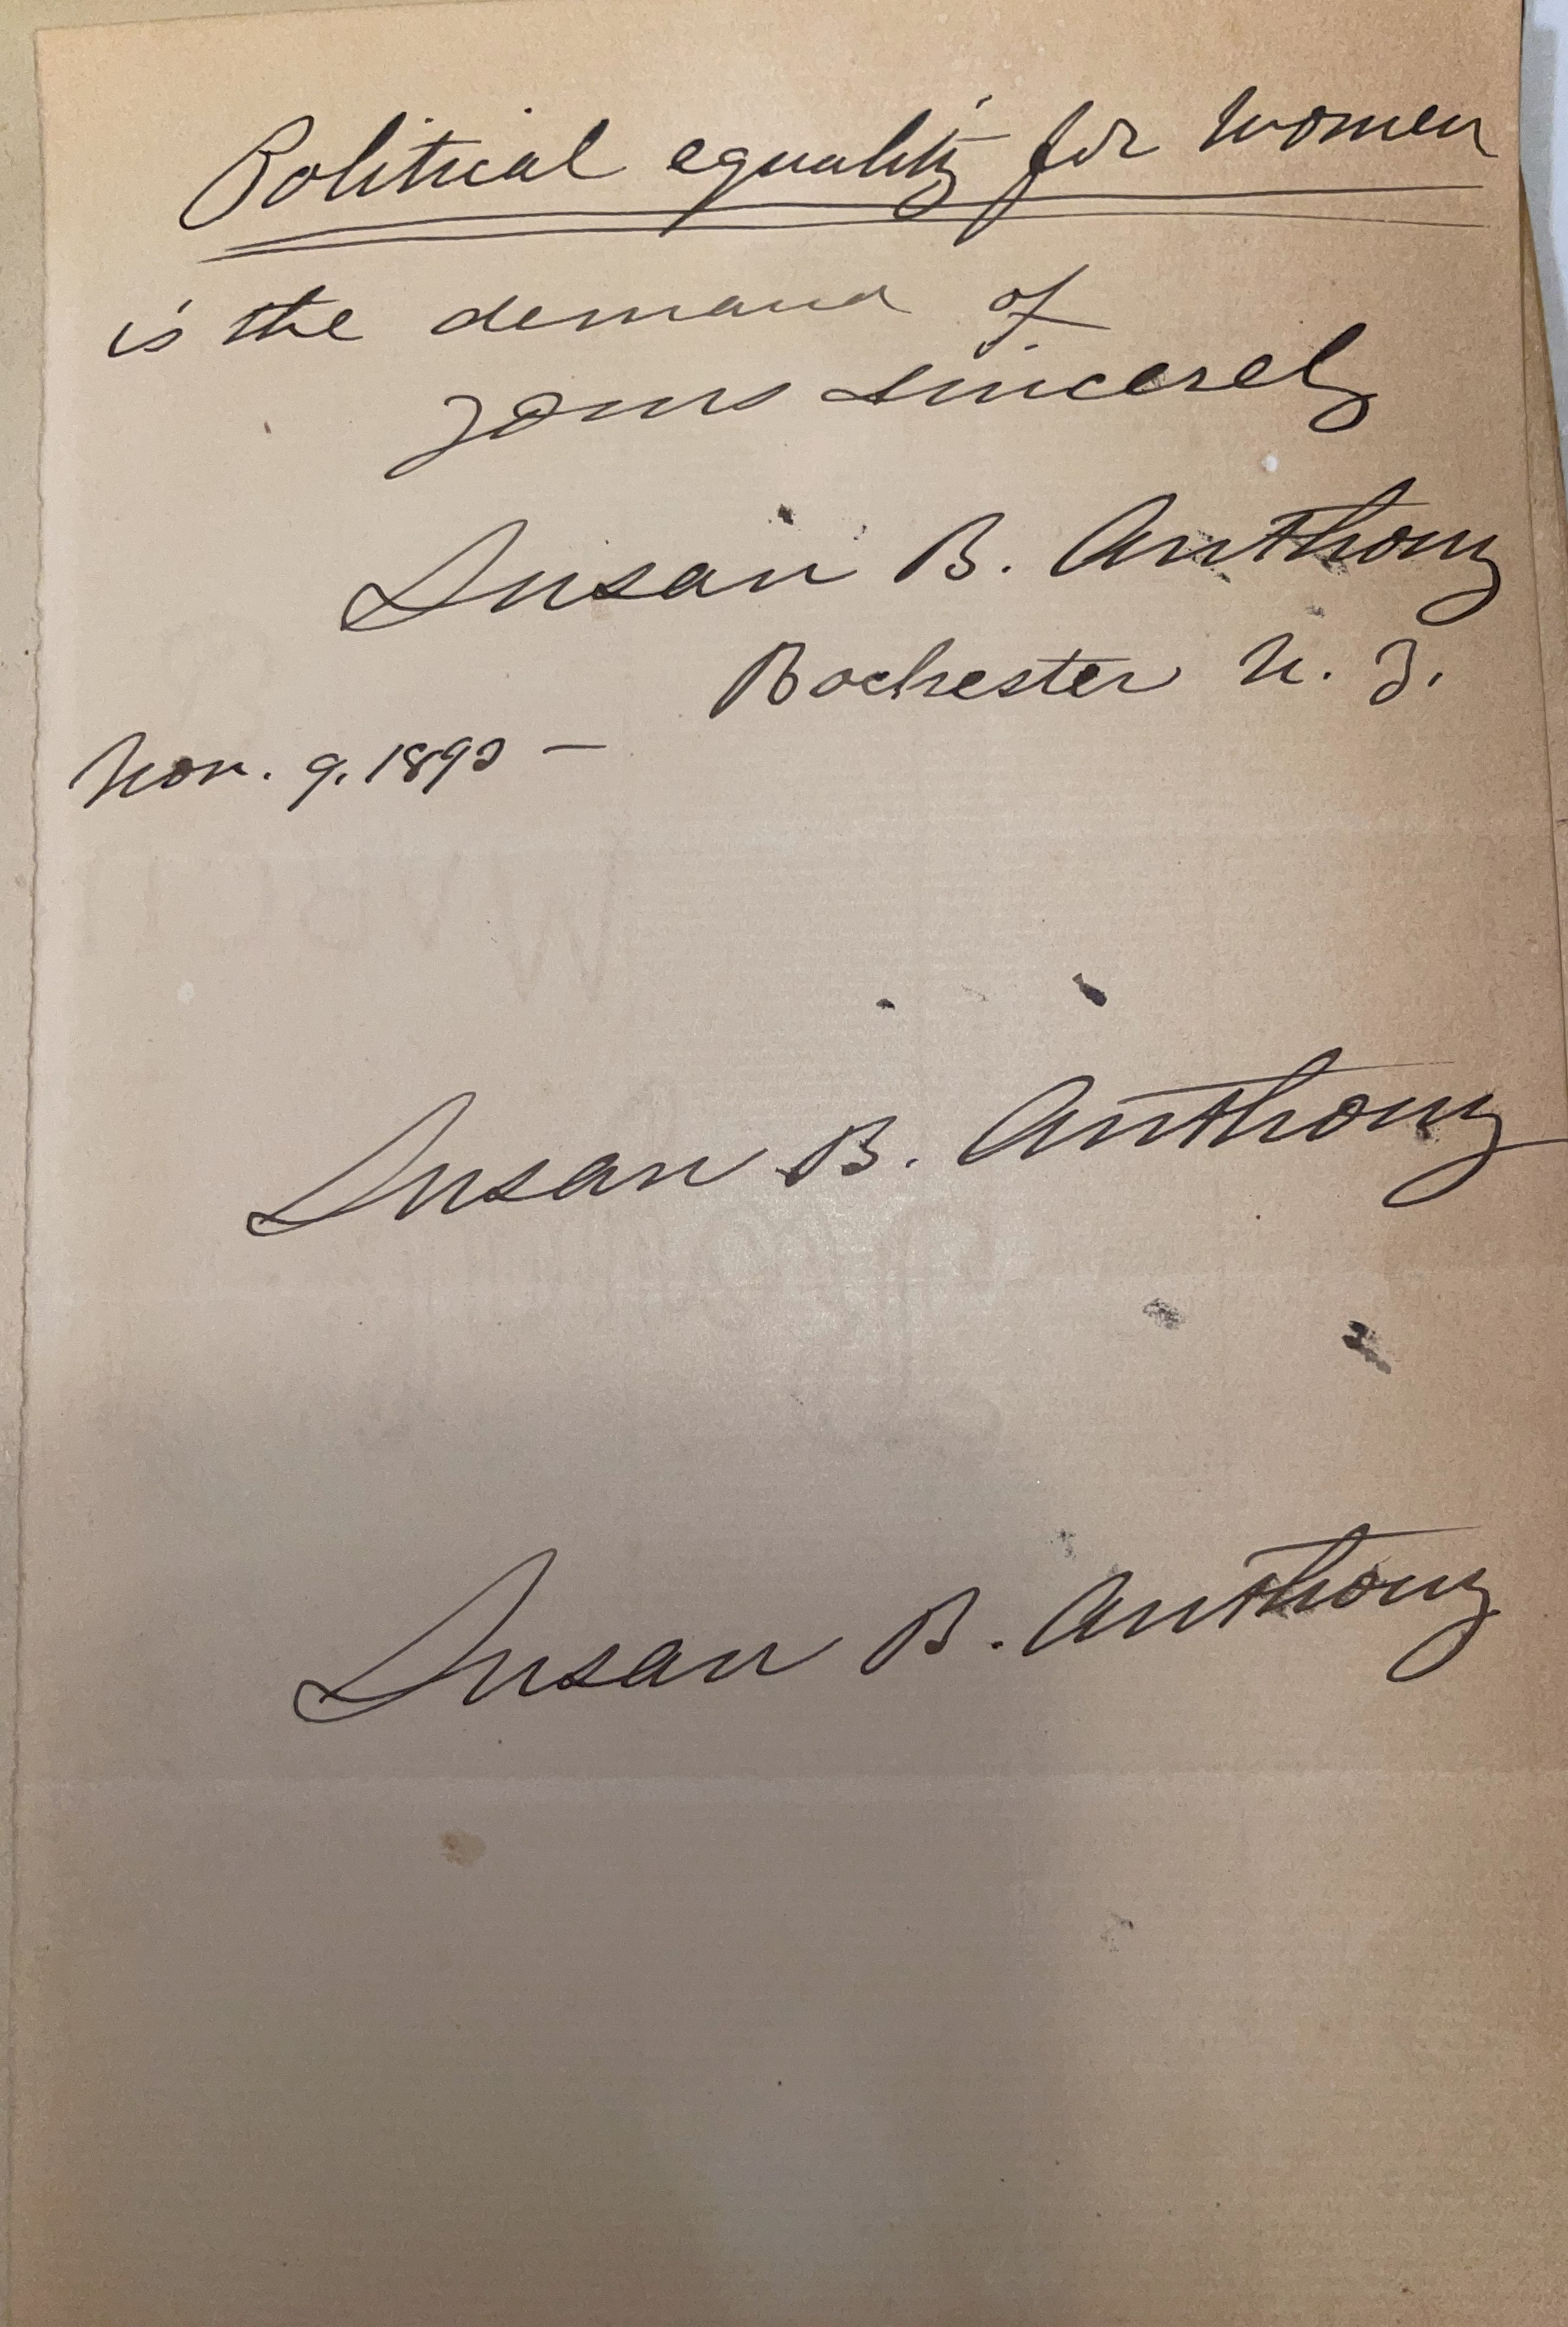 Political equality for women
is the demand of
yours sincerely
Susan B. Anthony
Rochester N. Y.
Nov. 9. 1893 —
Susan B. Anthony
Susan B. Anthony